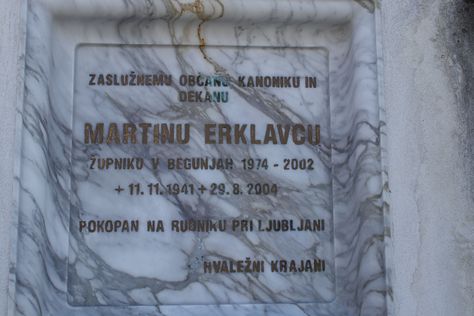 ZASLUŽNEMU OBČANU KANONIKU IN
DEKANU
MARTINU ERKLAVCU
ŽUPNIKU V BEGUNJAH 1974 - 2002
+ 11. 11. 1941 + 29. 8. 2004
POKOPAN NA RUDNIKU PRI LJUBLJANI
HVALEŽNI KRAJANI